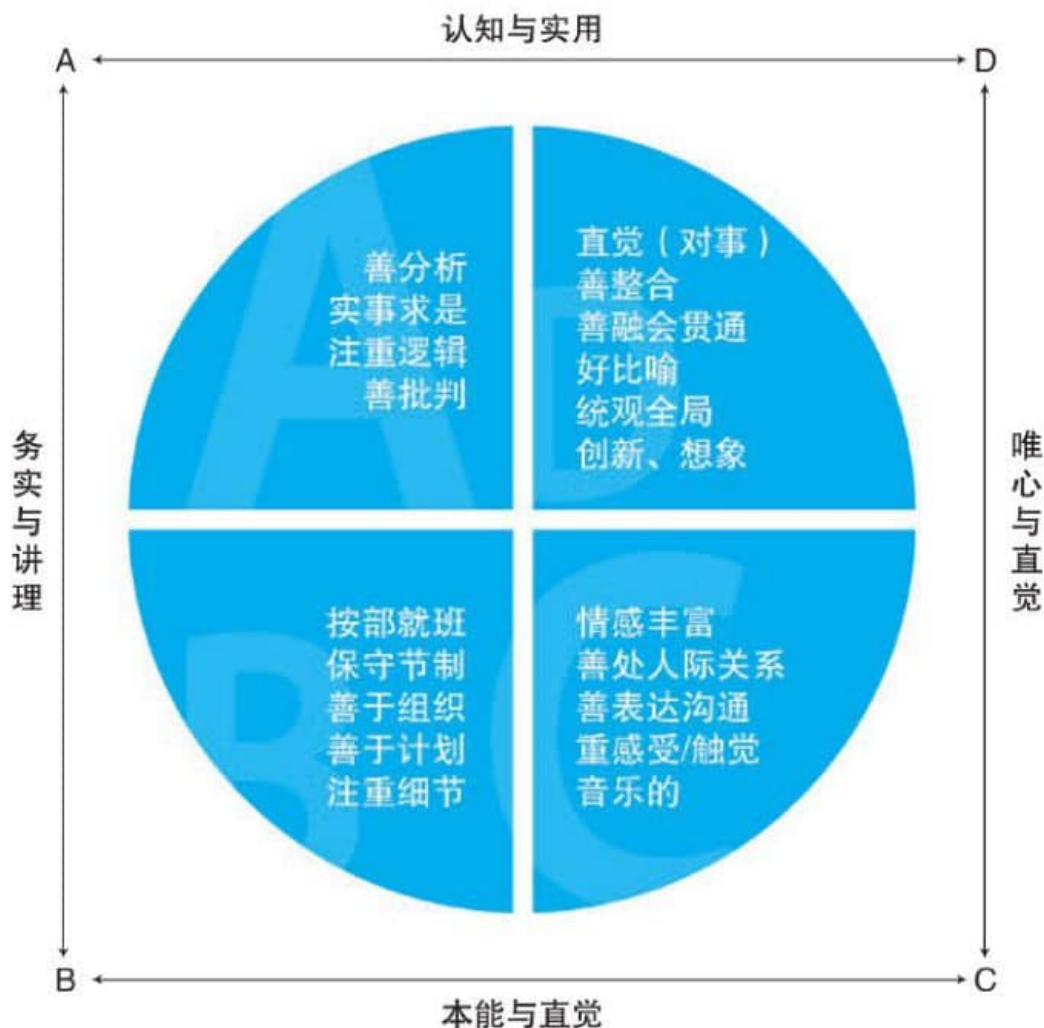 认知与实用
A
D
善分析
实事求是
注重逻辑
善批判
A
直觉（对事）
善整合
善融会贯通
好比喻
统观全局
创新、想象
D
务实与讲理
唯心与直觉
按部就班
保守节制
善于组织
善于计划
注重细节
B
情感丰富
善处人际关系
善表达沟通
重感受/触觉
音乐的
C
B
C
本能与直觉